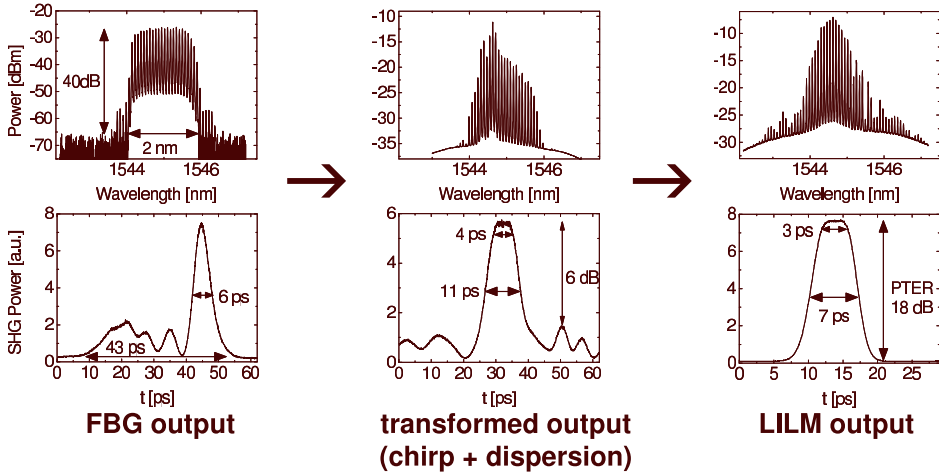 -20
-30
-40
-50
-60
-70
Power [dBm]
40dB
2 nm
1544
1546
Wavelength [nm]
-10
-15
-20
-25
-30
-35
1544
1546
Wavelength [nm]
-10
-15
-20
-25
-30
1544
1546
Wavelength [nm]
8
6
4
2
0
SHG Power [a.u.]
6 ps
43 ps
0
10
20
30
40
50
60
t [ps]
FBG output
6
4
2
0
4 ps
11 ps
6 dB
0
10
20
30
40
50
60
t [ps]
transformed output
(chirp + dispersion)
8
6
4
2
0
3 ps
7 ps
PTER
18 dB
0
5
10
15
20
25
t [ps]
LILM output